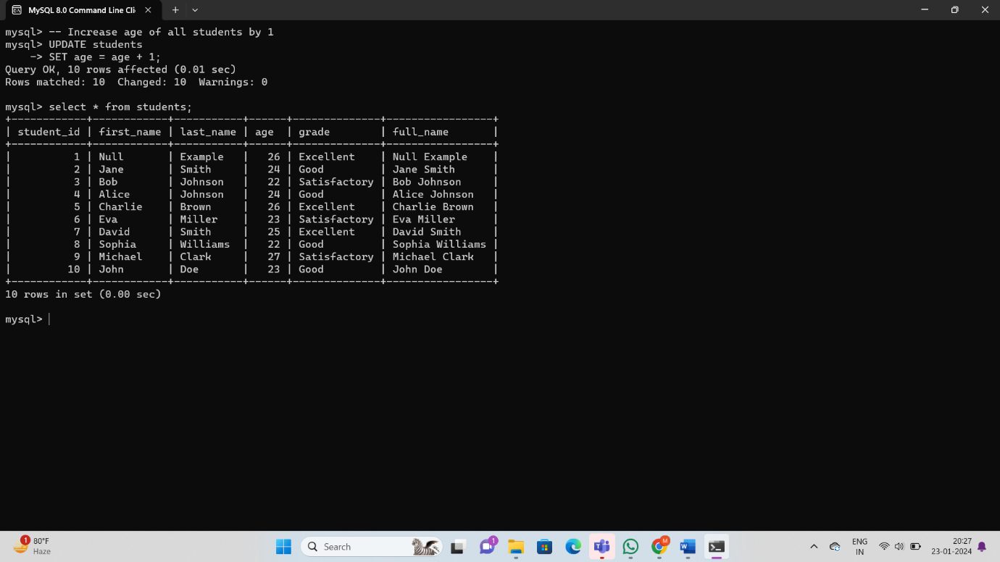 MySQL 8.0 Command Line Cli
mysql> -- Increase age of all students by 1
mysql> UPDATE students
    -> SET age = age + 1;
Query OK, 10 rows affected (0.01 sec)
Rows matched: 10  Changed: 10  Warnings: 0
mysql> select * from students;
+------------+------------+-----------+------+--------------+-----------------+
| student_id | first_name | last_name | age  | grade        | full_name       |
+------------+------------+-----------+------+--------------+-----------------+
|          1 | Null       | Example   |   26 | Excellent    | Null Example    |
|          2 | Jane       | Smith     |   24 | Good         | Jane Smith      |
|          3 | Bob        | Johnson   |   22 | Satisfactory | Bob Johnson     |
|          4 | Alice      | Johnson   |   24 | Good         | Alice Johnson   |
|          5 | Charlie    | Brown     |   26 | Excellent    | Charlie Brown   |
|          6 | Eva        | Miller    |   23 | Satisfactory | Eva Miller      |
|          7 | David      | Smith     |   25 | Excellent    | David Smith     |
|          8 | Sophia     | Williams  |   22 | Good         | Sophia Williams |
|          9 | Michael    | Clark     |   27 | Satisfactory | Michael Clark   |
|         10 | John       | Doe       |   23 | Good         | John Doe        |
+------------+------------+-----------+------+--------------+-----------------+
10 rows in set (0.00 sec)
mysql>
1
80°F
Haze
Search
1
M
W
ENG
IN
20:27
23-01-2024